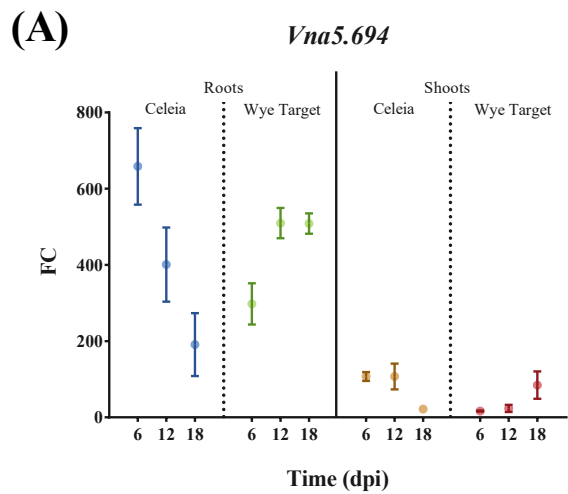 (A)
Vna5.694
Roots
Shoots
Celeia
Wye Target
Celeia
Wye Target
800
600
400
200
0
FC
6 12 18 6 12 18 6 12 18 6 12 18
Time (dpi)